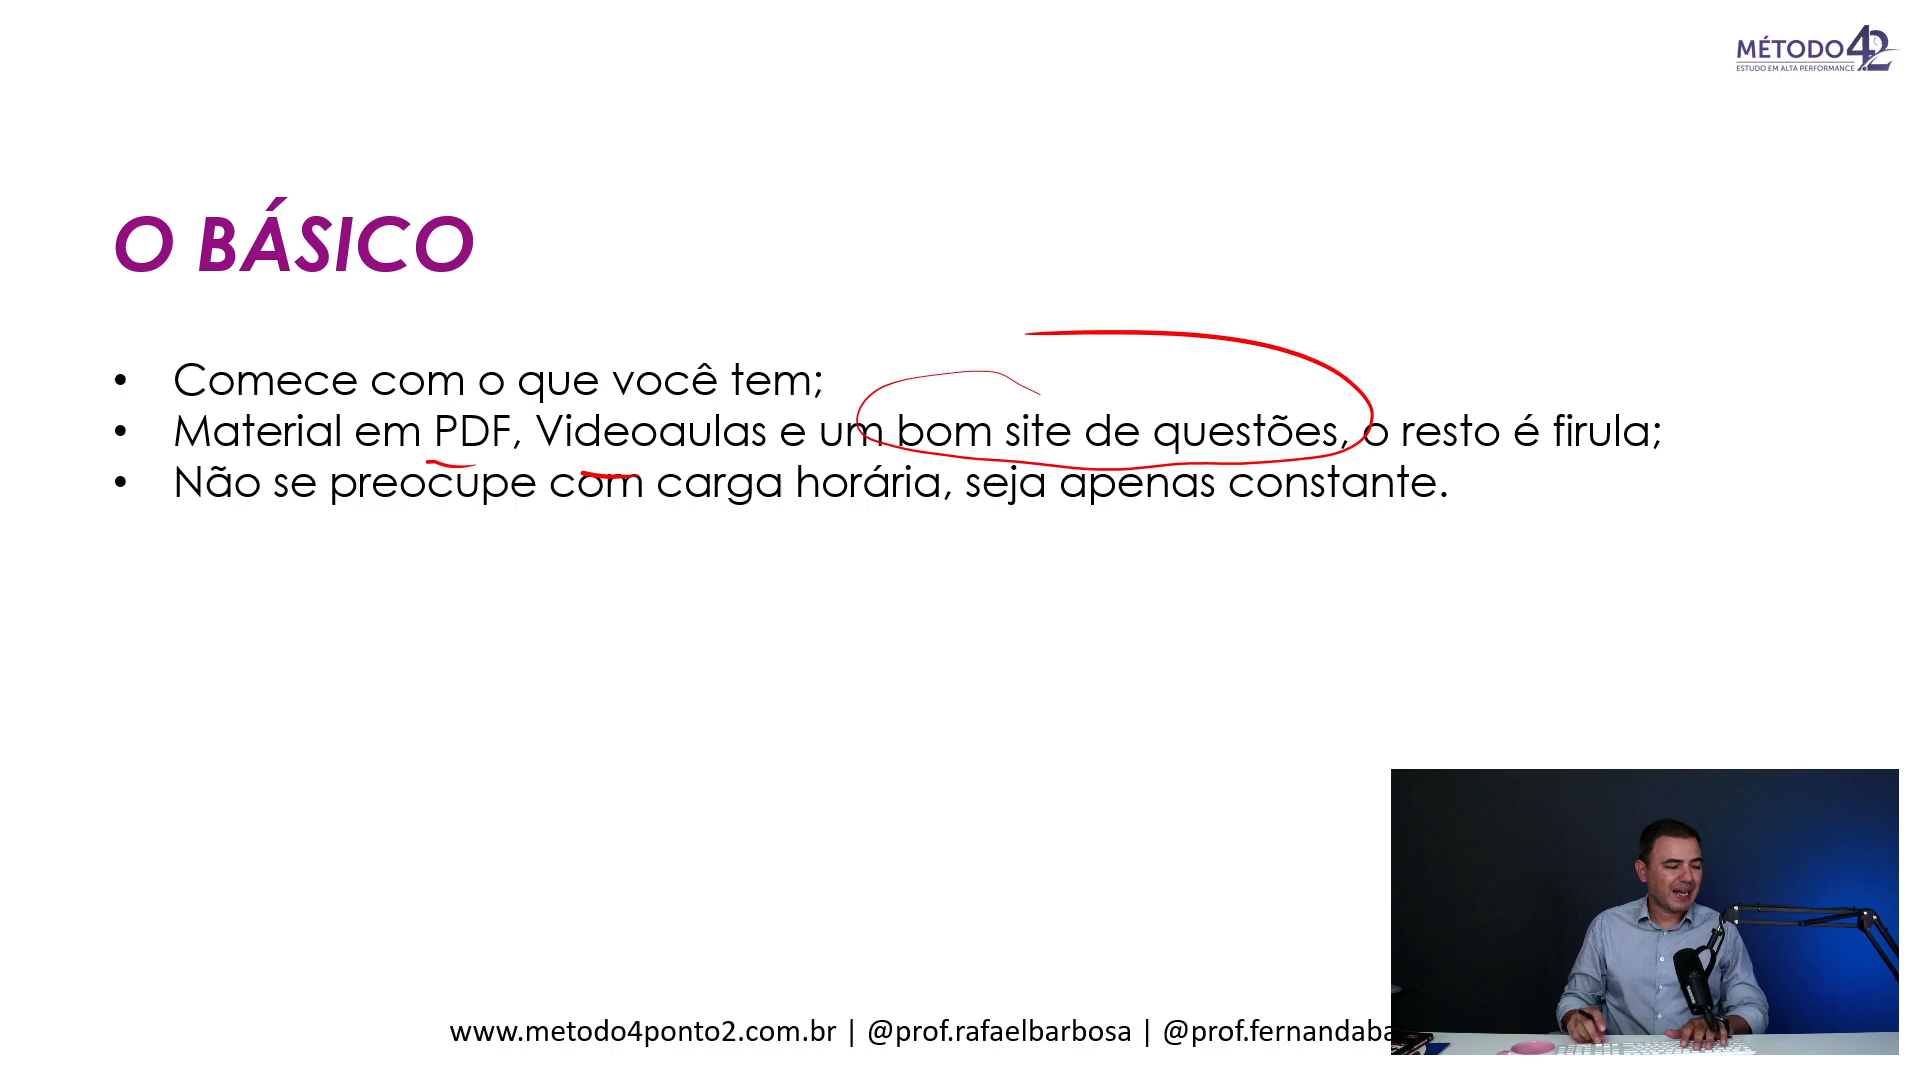 MÉTODO 4.2
ESTUDO EM ALTA PERFORMANCE
O BÁSICO
• Comece com o que você tem;
• Material em PDF, Videoaulas e um bom site de questões, o resto é firula;
• Não se preocupe com carga horária, seja apenas constante.
www.metodo4ponto2.com.br | @prof.rafaelbarbosa | @prof.fernandaba